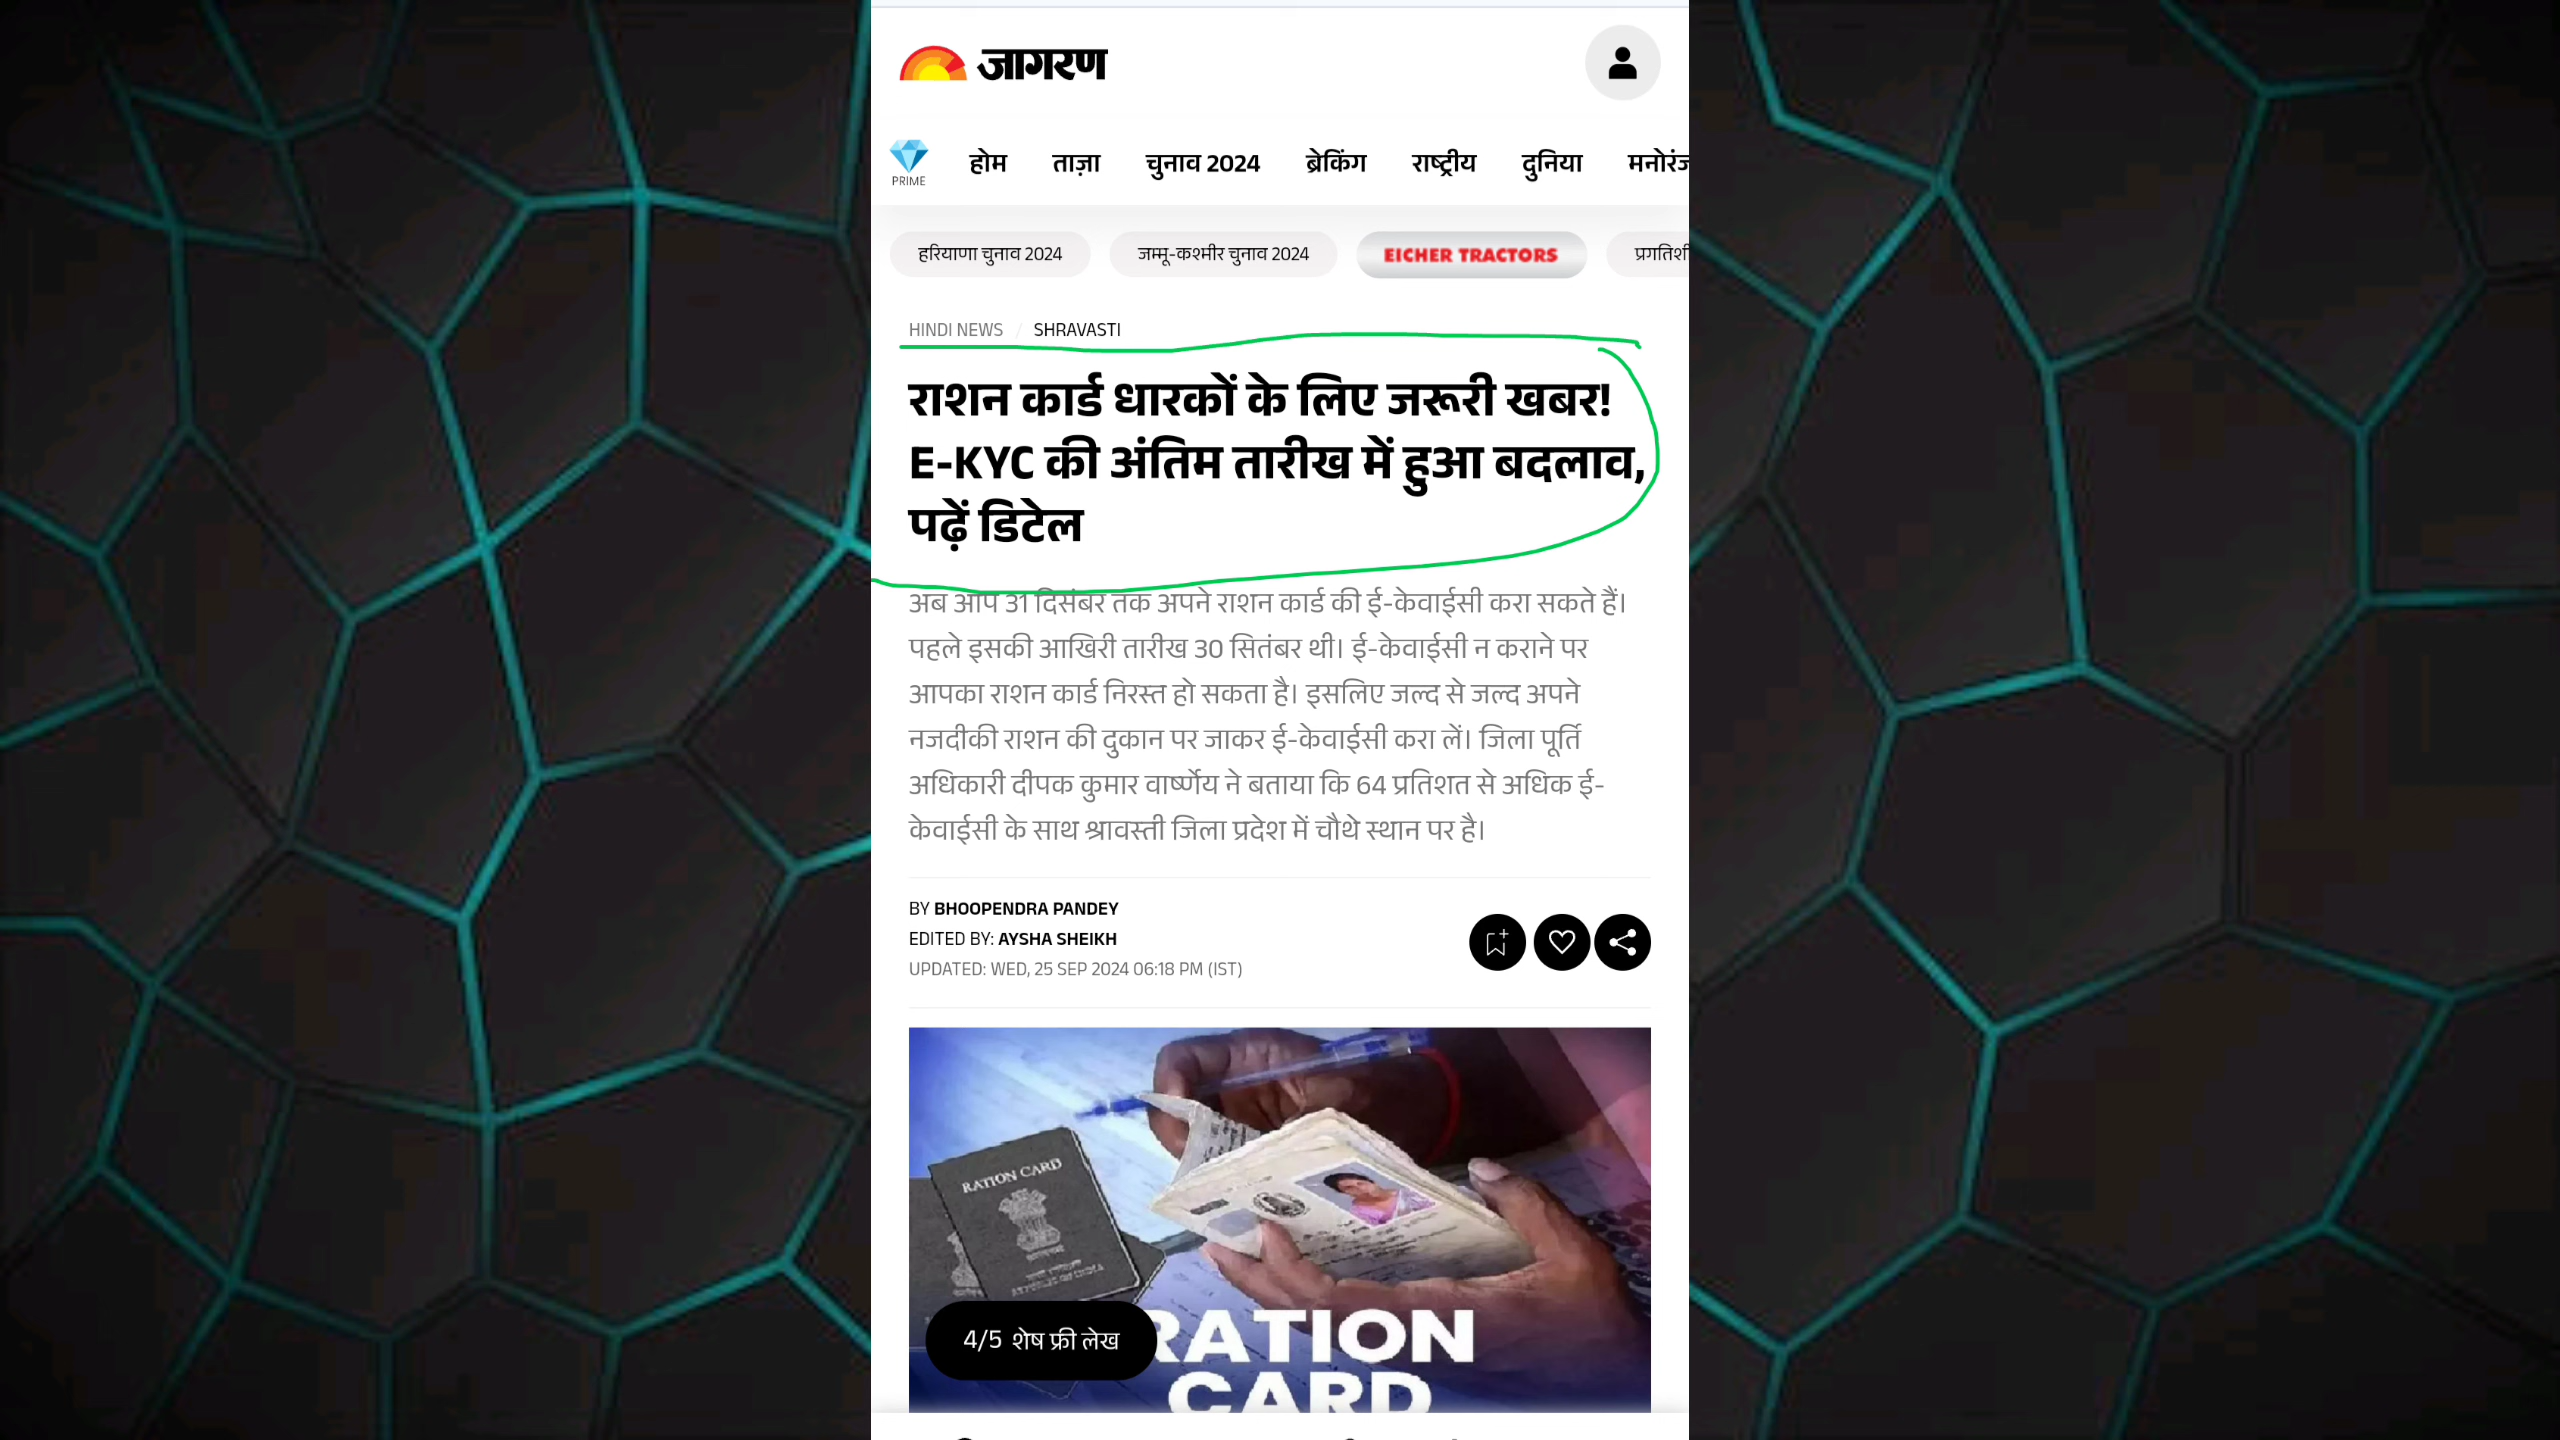 जागरण
PRIME
होम ताज़ा चुनाव 2024 ब्रेकिंग राष्ट्रीय दुनिया
हरियाणा चुनाव 2024 जम्मू-कश्मीर चुनाव 2024 EICHER TRACTORS
HINDI NEWS / SHRAVASTI
राशन कार्ड धारकों के लिए जरूरी खबर!
E-KYC की अंतिम तारीख में हुआ बदलाव,
पढ़ें डिटेल
अब आप 31 दिसंबर तक अपने राशन कार्ड की ई-केवाईसी करा सकते हैं।
पहले इसकी आखिरी तारीख 30 सितंबर थी। ई-केवाईसी न कराने पर
आपका राशन कार्ड निरस्त हो सकता है। इसलिए जल्द से जल्द अपने
नजदीकी राशन की दुकान पर जाकर ई-केवाईसी करा लें। जिला पूर्ति
अधिकारी दीपक कुमार वार्ष्णेय ने बताया कि 64 प्रतिशत से अधिक ई-
केवाईसी के साथ श्रावस्ती जिला प्रदेश में चौथे स्थान पर है।
BY BHOOPENDRA PANDEY
EDITED BY: AYSHA SHEIKH
UPDATED: WED, 25 SEP 2024 06:18 PM (IST)
RATION CARD
4/5 शेष फ्री लेख
RATION
CARD